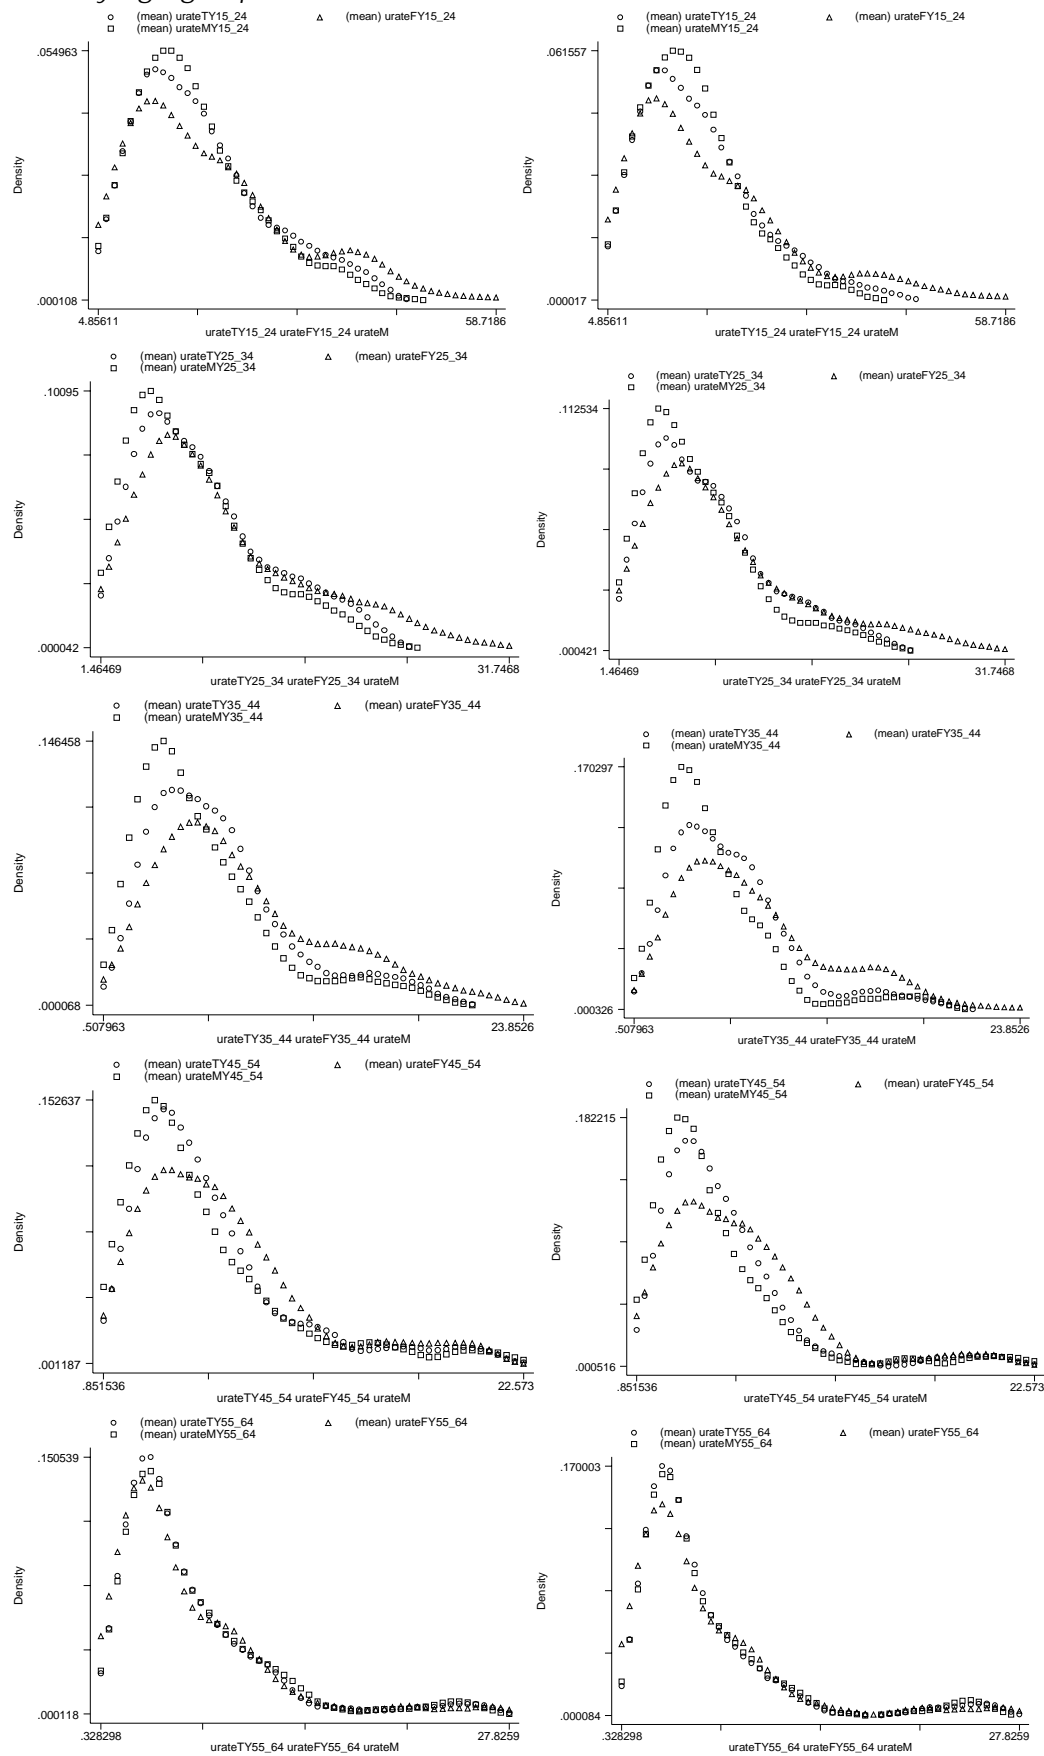 (mean) urateTY15_24 (mean) urateFY15_24
(mean) urateMY15_24
.054963
Density
.000108
4.85611 58.7186
urateTY15_24 urateFY15_24 urateM
(mean) urateTY15_24 (mean) urateFY15_24
(mean) urateMY15_24
.061557
Density
.000017
4.85611 58.7186
urateTY15_24 urateFY15_24 urateM
(mean) urateTY25_34 (mean) urateFY25_34
(mean) urateMY25_34
.10095
Density
.000042
1.46469 31.7468
urateTY25_34 urateFY25_34 urateM
(mean) urateTY25_34 (mean) urateFY25_34
(mean) urateMY25_34
.112534
Density
.000421
1.46469 31.7468
urateTY25_34 urateFY25_34 urateM
(mean) urateTY35_44 (mean) urateFY35_44
(mean) urateMY35_44
.146458
Density
.000068
.507963 23.8526
urateTY35_44 urateFY35_44 urateM
(mean) urateTY35_44 (mean) urateFY35_44
(mean) urateMY35_44
.170297
Density
.000326
.507963 23.8526
urateTY35_44 urateFY35_44 urateM
(mean) urateTY45_54 (mean) urateFY45_54
(mean) urateMY45_54
.152637
Density
.001187
.851536 22.573
urateTY45_54 urateFY45_54 urateM
(mean) urateTY45_54 (mean) urateFY45_54
(mean) urateMY45_54
.182215
Density
.000516
.851536 22.573
urateTY45_54 urateFY45_54 urateM
(mean) urateTY55_64 (mean) urateFY55_64
(mean) urateMY55_64
.150539
Density
.000118
.328298 27.8259
urateTY55_64 urateFY55_64 urateM
(mean) urateTY55_64 (mean) urateFY55_64
(mean) urateMY55_64
.170003
Density
.000084
.328298 27.8259
urateTY55_64 urateFY55_64 urateM